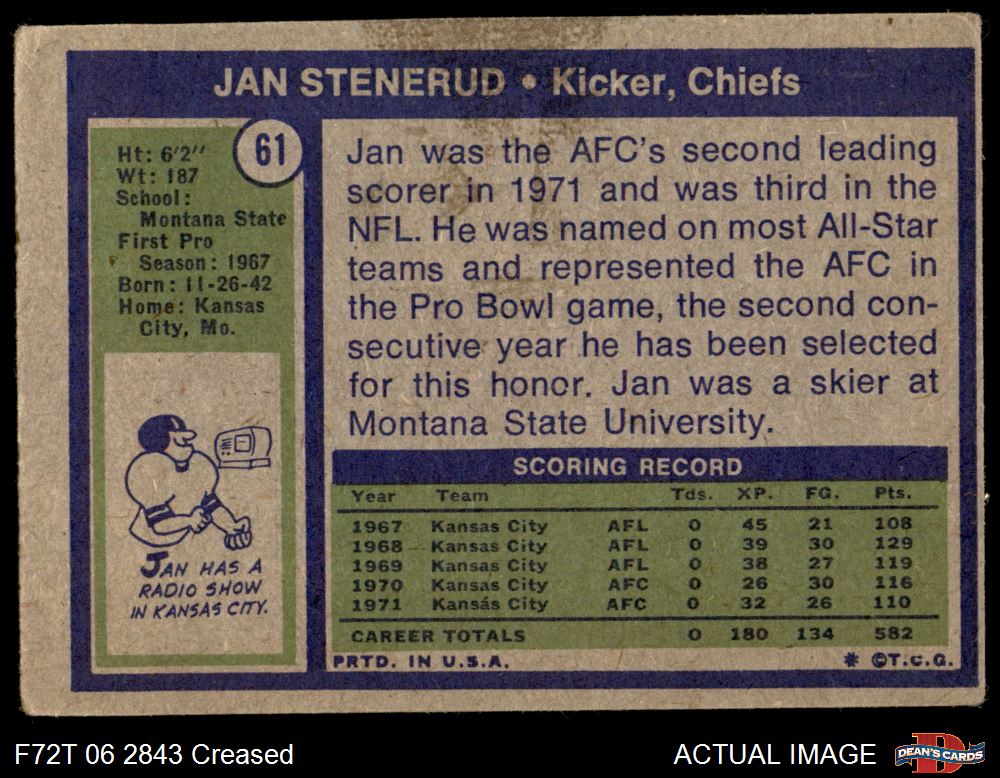 JAN STENERUD • Kicker, Chiefs
61
Ht: 6'2"
Wt: 187
School:
Montana State
First Pro
Season: 1967
Born: 11-26-42
Home: Kansas
City, Mo.
JAN HAS A
RADIO SHOW
IN KANSAS CITY.
Jan was the AFC's second leading
scorer in 1971 and was third in the
NFL. He was named on most All-Star
teams and represented the AFC in
the Pro Bowl game, the second con-
secutive year he has been selected
for this honor. Jan was a skier at
Montana State University.
SCORING RECORD
Year Team Tds. XP. FG. Pts.
1967 Kansas City AFL 0 45 21 108
1968 Kansas City AFL 0 39 30 129
1969 Kansas City AFL 0 38 27 119
1970 Kansas City AFC 0 26 30 116
1971 Kansas City AFC 0 32 26 110
CAREER TOTALS 0 180 134 582
PRTD. IN U.S.A. * ©T.C.G.
F72T 06 2843 Creased
ACTUAL IMAGE
DEAN'S CARDS